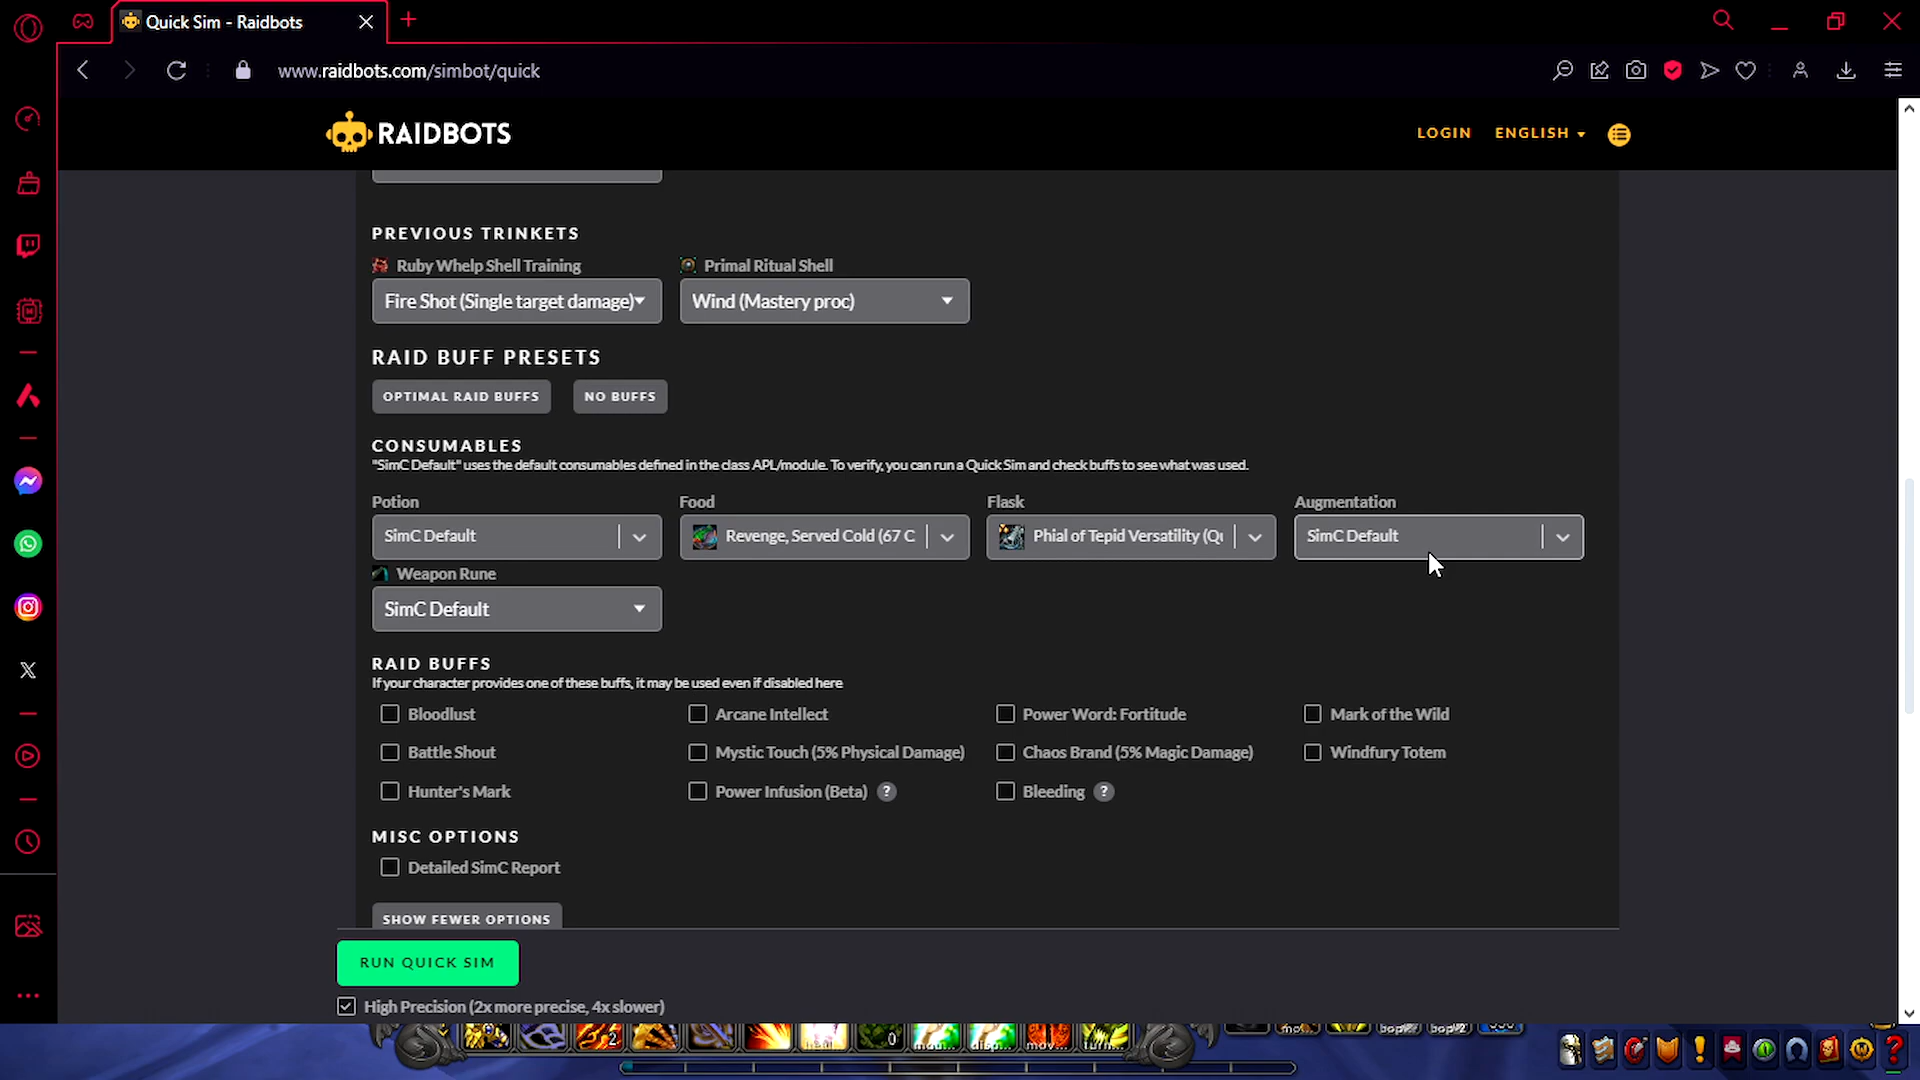 Quick Sim - Raidbots
www.raidbots.com/simbot/quick
RAIDBOTS
LOGIN
ENGLISH
PREVIOUS TRINKETS
Ruby Whelp Shell Training
Primal Ritual Shell
Fire Shot (Single target damage)
Wind (Mastery proc)
RAID BUFF PRESETS
OPTIMAL RAID BUFFS
NO BUFFS
CONSUMABLES
"SimC Default" uses the default consumables defined in the class APL/module. To verify, you can run a Quick Sim and check buffs to see what was used.
Potion
Food
Flask
Augmentation
SimC Default
Revenge, Served Cold (67 C
Phial of Tepid Versatility (Qu
SimC Default
Weapon Rune
SimC Default
RAID BUFFS
If your character provides one of these buffs, it may be used even if disabled here
Bloodlust
Arcane Intellect
Power Word: Fortitude
Mark of the Wild
Battle Shout
Mystic Touch (5% Physical Damage)
Chaos Brand (5% Magic Damage)
Windfury Totem
Hunter's Mark
Power Infusion (Beta) ?
Bleeding ?
MISC OPTIONS
Detailed SimC Report
SHOW FEWER OPTIONS
RUN QUICK SIM
High Precision (2x more precise, 4x slower)
2
0